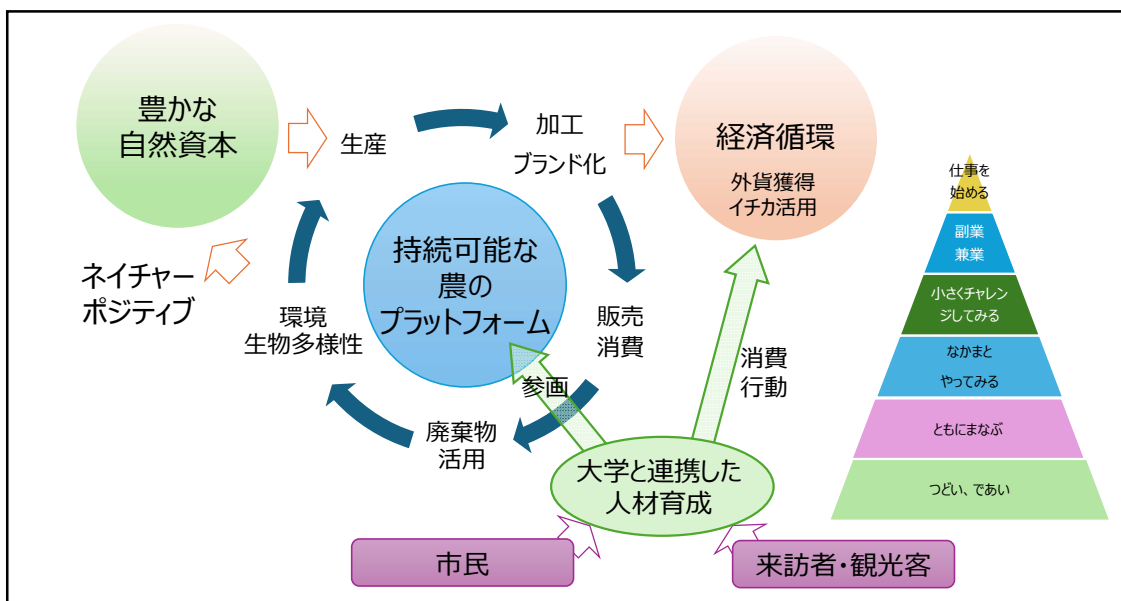 豊かな
自然資本
生産
加工
ブランド化
経済循環
外貨獲得
イチカ活用
ネイチャー
ポジティブ
持続可能な
農の
プラットフォーム
環境
生物多様性
販売
消費
参画
消費
行動
廃棄物
活用
大学と連携した
人材育成
市民
来訪者・観光客
仕事を
始める
副業
兼業
小さくチャレン
ジしてみる
なかまと
やってみる
ともにまなぶ
つどい、であい